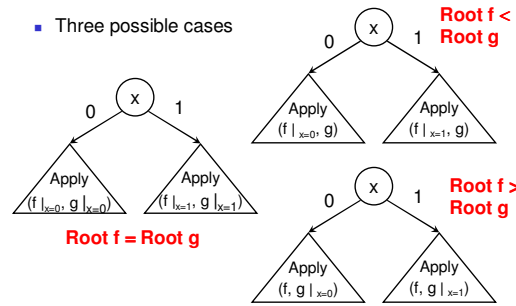 ▪ Three possible cases
0
x
1
Apply
(f |x=0, g |x=0)
Apply
(f |x=1, g |x=1)
Root f = Root g
Root f <
Root g
0
x
1
Apply
(f |x=0, g)
Apply
(f |x=1, g)
Root f >
Root g
0
x
1
Apply
(f, g |x=0)
Apply
(f, g |x=1)